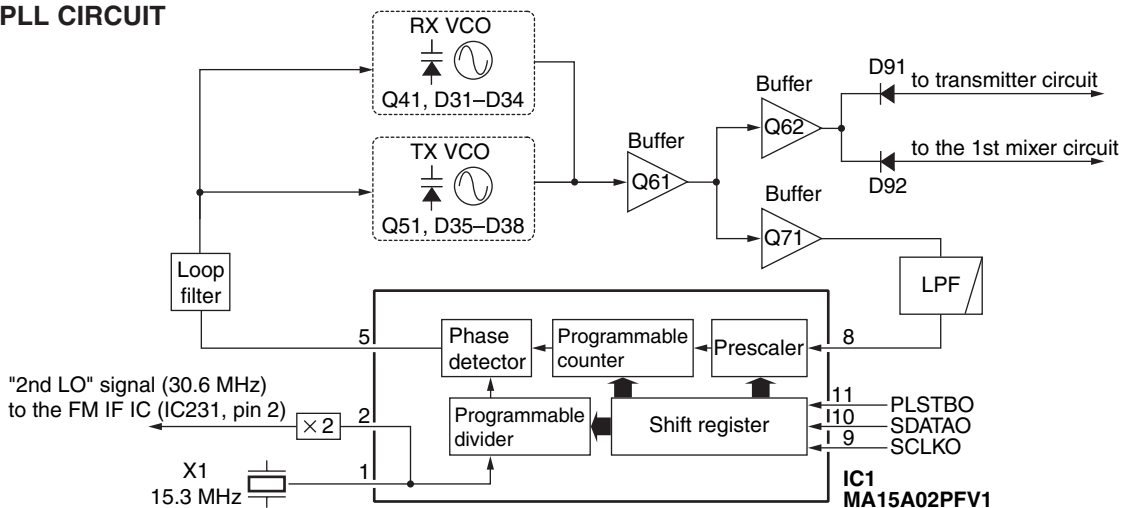 PLL CIRCUIT
RX VCO
Q41, D31–D34
TX VCO
Q51, D35–D38
Buffer
Q61
Buffer
Q62
D91
to transmitter circuit
to the 1st mixer circuit
D92
Buffer
Q71
LPF
Loop
filter
5
Phase
detector
Programmable
counter
Prescaler
8
"2nd LO" signal (30.6 MHz)
to the FM IF IC (IC231, pin 2)
× 2
2
Programmable
divider
Shift register
11
PLSTBO
10
SDATAO
9
SCLKO
X1
15.3 MHz
1
IC1
MA15A02PFV1